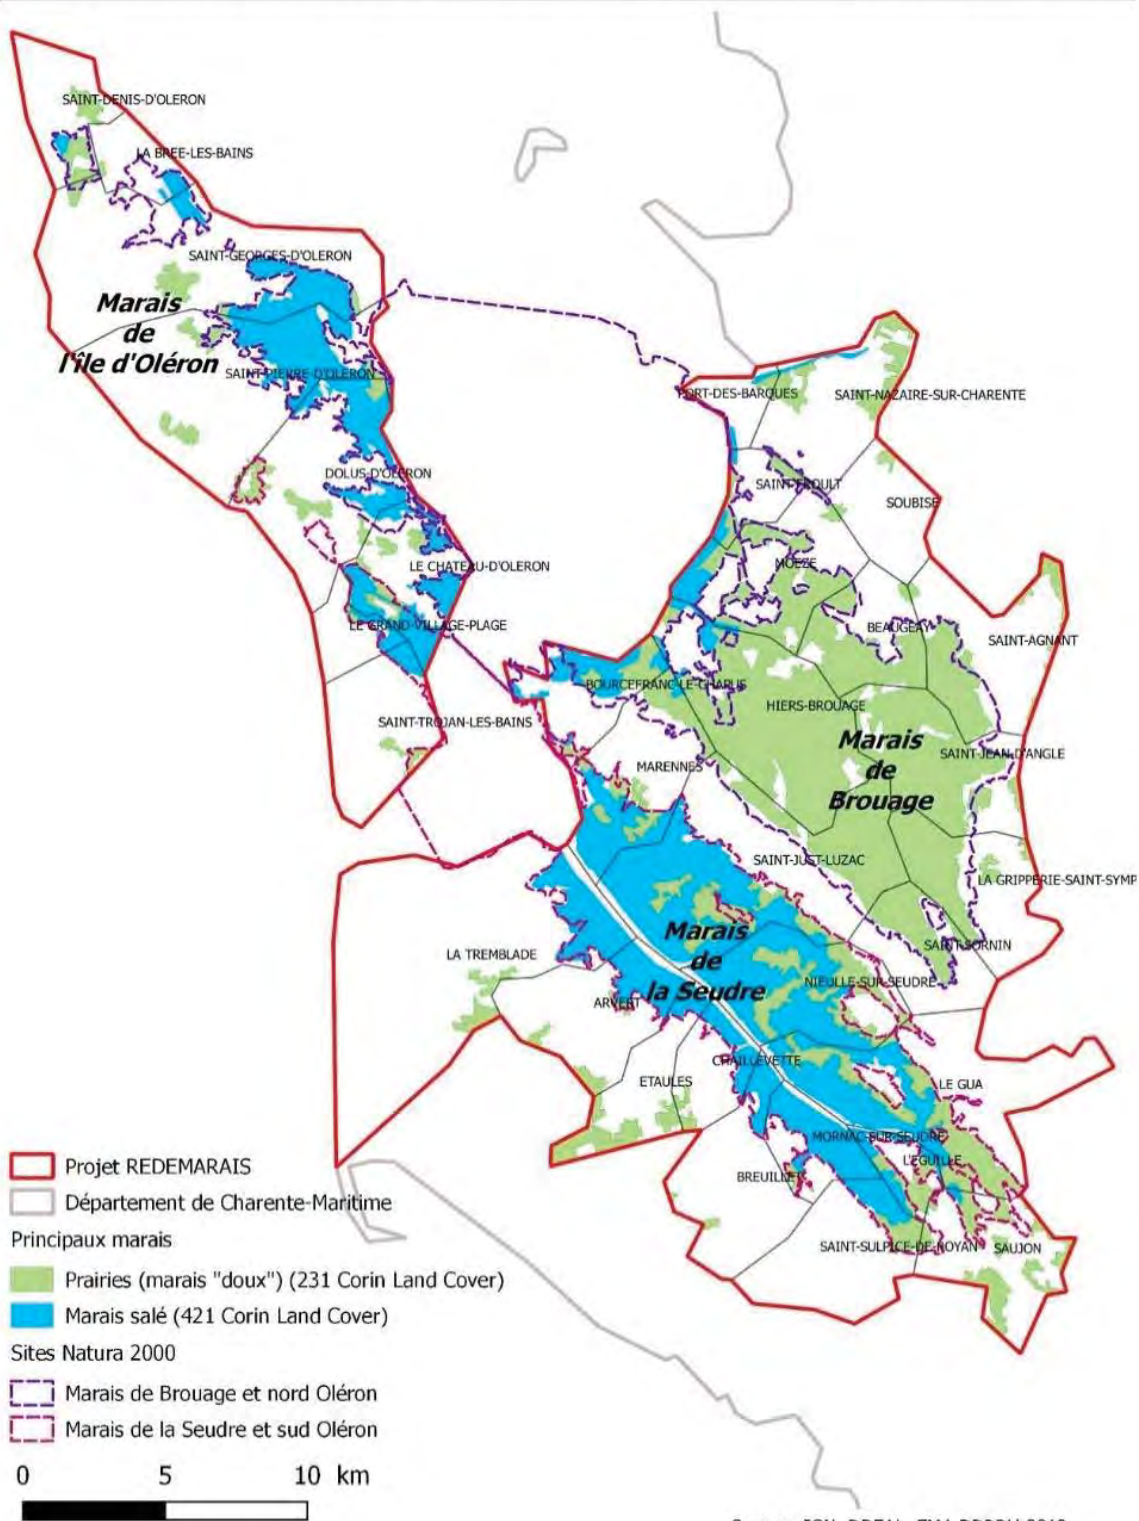 SAINT-DENIS-D'OLERON
LA BREE-LES-BAINS
SAINT-GEORGES-D'OLERON
Marais
de
l'île d'Oléron
SAINT-PIERRE-D'OLERON
PORT-DES-BARQUES
SAINT-NAZAIRE-SUR-CHARENTE
DOLUS-D'OLERON
SAINT-FROULT
SOUBISE
LE CHATEAU-D'OLERON
MOEZE
LE GRAND-VILLAGE-PLAGE
BEAUGEAY
SAINT-AGNANT
BOURCEFRANC-LE-CHAPUS
HIERS-BROUAGE
SAINT-TROJAN-LES-BAINS
Marais
de
Brouage
SAINT-JEAN-D'ANGLE
MARENNES
SAINT-JUST-LUZAC
LA GRIPPERIE-SAINT-SYMP
Marais
de
la Seudre
SAINT-SORNIN
LA TREMBLADE
NIEULLE-SUR-SEUDRE
ARVERT
CHAILLEVETTE
ETAULES
LE GUA
MORNAC-SUR-SEUDRE
L'EGUILLE
BREUILLET
SAINT-SULPICE-DE-ROYAN
SAUJON
Projet REDEMARAIS
Département de Charente-Maritime
Principaux marais
Prairies (marais "doux") (231 Corin Land Cover)
Marais salé (421 Corin Land Cover)
Sites Natura 2000
Marais de Brouage et nord Oléron
Marais de la Seudre et sud Oléron
0 5 10 km